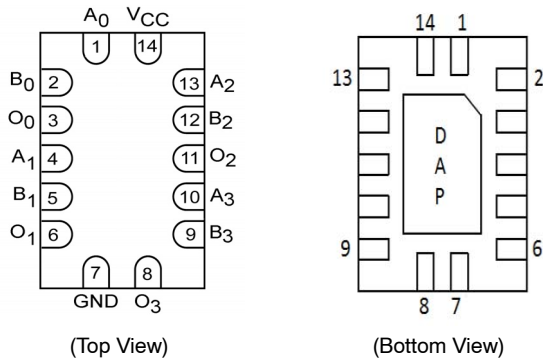 A0 VCC
1 14
B0 2 13 A2
O0 3 12 B2
A1 4 11 O2
B1 5 10 A3
O1 6 9 B3
7 8
GND O3
(Top View)
14 1
13 2
D
A
P
9 6
8 7
(Bottom View)